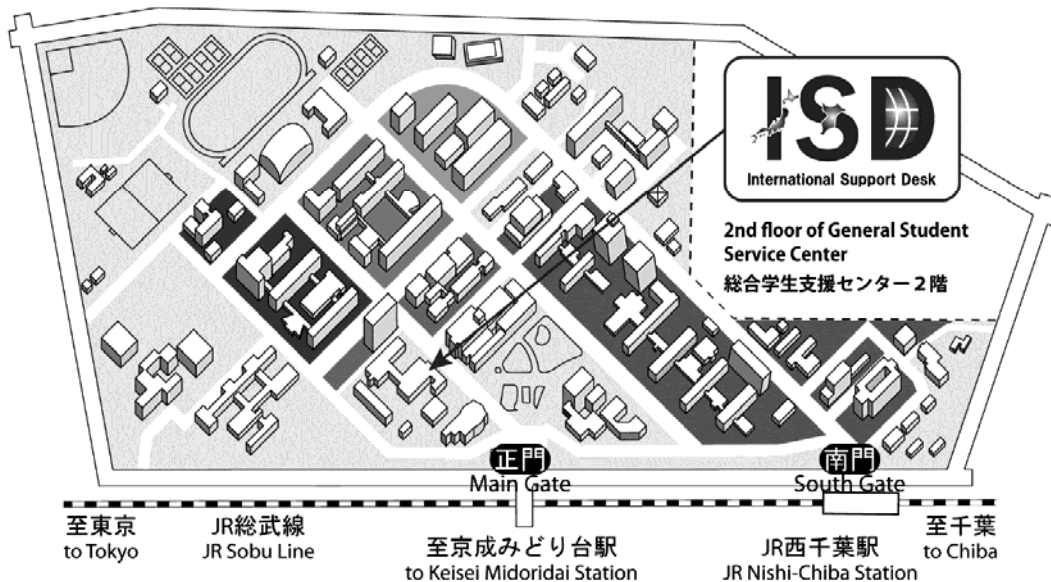 ISD
International Support Desk
2nd floor of General Student
Service Center
総合学生支援センター２階
正門
Main Gate
南門
South Gate
至東京
to Tokyo
JR総武線
JR Sobu Line
至京成みどり台駅
to Keisei Midoridai Station
JR西千葉駅
JR Nishi-Chiba Station
至千葉
to Chiba